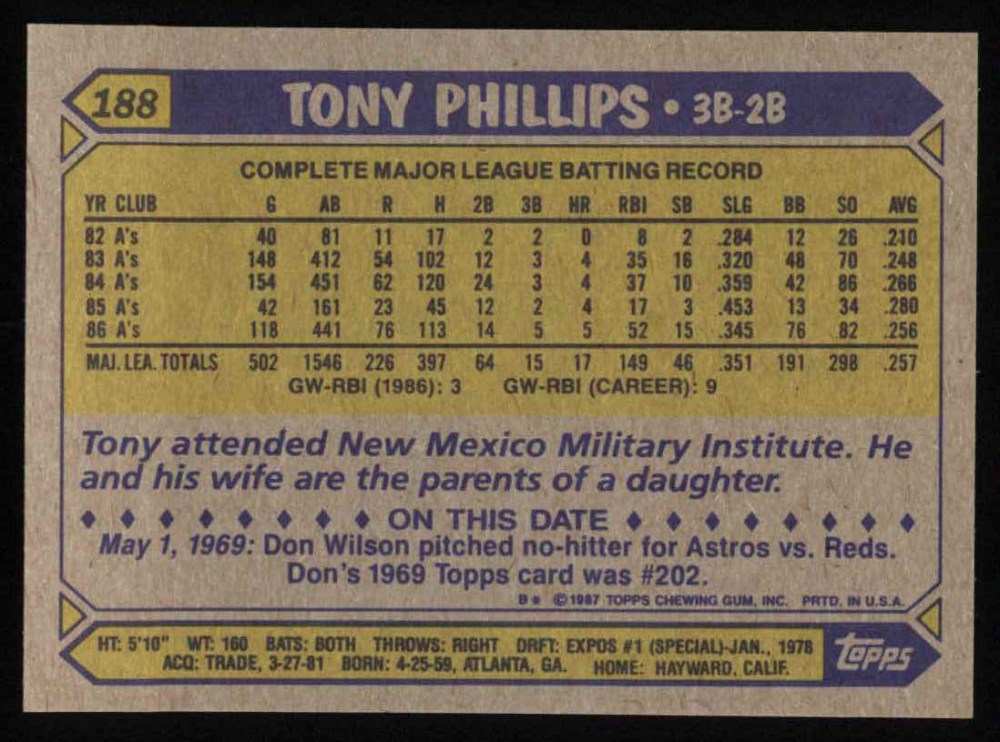 188 TONY PHILLIPS • 3B-2B
COMPLETE MAJOR LEAGUE BATTING RECORD
YR CLUB G AB R H 2B 3B HR RBI SB SLG BB SO AVG
82 A's 40 81 11 17 2 2 0 8 2 .284 12 26 .210
83 A's 148 412 54 102 12 3 4 35 16 .320 48 70 .248
84 A's 154 451 62 120 24 3 4 37 10 .359 42 86 .266
85 A's 42 161 23 45 12 2 4 17 3 .453 13 34 .280
86 A's 118 441 76 113 14 5 5 52 15 .345 76 82 .256
MAJ. LEA. TOTALS 502 1546 226 397 64 15 17 149 46 .351 191 298 .257
GW-RBI (1986): 3 GW-RBI (CAREER): 9
Tony attended New Mexico Military Institute. He
and his wife are the parents of a daughter.
♦ ♦ ♦ ♦ ♦ ♦ ♦ ♦ ON THIS DATE ♦ ♦ ♦ ♦ ♦ ♦ ♦ ♦
May 1, 1969: Don Wilson pitched no-hitter for Astros vs. Reds.
Don's 1969 Topps card was #202.
B* © 1987 TOPPS CHEWING GUM, INC. PRTD. IN U.S.A.
HT: 5'10" WT: 160 BATS: BOTH THROWS: RIGHT DRFT: EXPOS #1 (SPECIAL)-JAN., 1978
ACQ: TRADE, 3-27-81 BORN: 4-25-59, ATLANTA, GA. HOME: HAYWARD, CALIF.
Topps